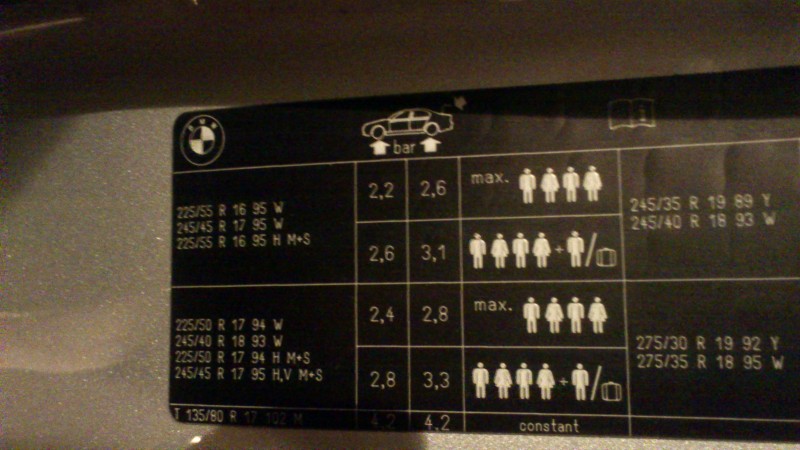 BMW
bar
225/55 R 16 95 W
245/45 R 17 95 W
225/55 R 16 95 H M+S
2,2 2,6 max.
2,6 3,1 + /
245/35 R 19 89 Y
245/40 R 18 93 W
225/50 R 17 94 W
245/40 R 18 93 W
225/50 R 17 94 H M+S
245/45 R 17 95 H,V M+S
2,4 2,8 max.
2,8 3,3 + /
275/30 R 19 92 Y
275/35 R 18 95 W
T 135/80 R 17 102 M 4,2 4,2 constant